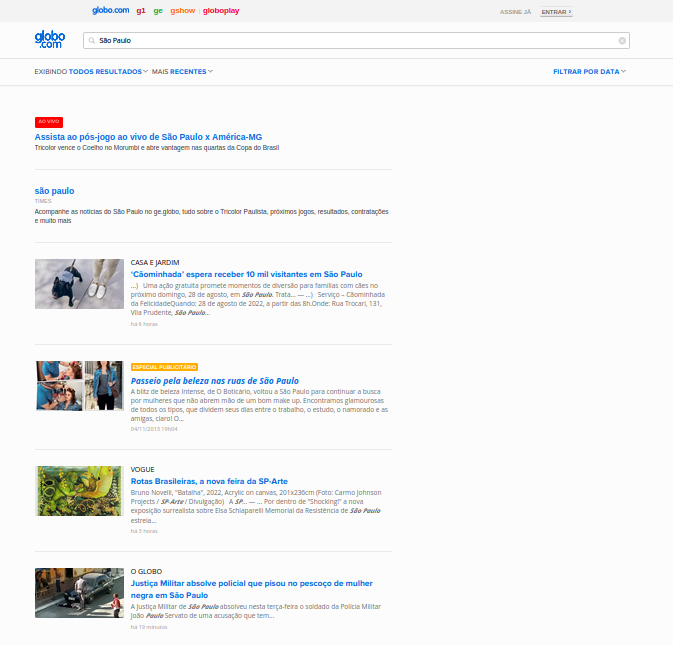 globo.com g1 ge gshow globoplay ASSINE JÁ ENTRAR
globo
.com
São Paulo
EXIBINDO TODOS RESULTADOS MAIS RECENTES FILTRAR POR DATA
AO VIVO
Assista ao pós-jogo ao vivo de São Paulo x América-MG
Tricolor vence o Coelho no Morumbi e abre vantagem nas quartas da Copa do Brasil
são paulo
TIMES
Acompanhe as notícias do São Paulo no ge.globo, tudo sobre o Tricolor Paulista, próximos jogos, resultados, contratações
e muito mais
CASA E JARDIM
'Cãominhada' espera receber 10 mil visitantes em São Paulo
...) Uma ação gratuita promete momentos de diversão para famílias com cães no
próximo domingo, 28 de agosto, em São Paulo. Trata... — ...) Serviço – Cãominhada
da FelicidadeQuando: 28 de agosto de 2022, a partir das 8h.Onde: Rua Trocari, 131,
Vila Prudente, São Paulo...
há 6 horas
ESPECIAL PUBLICITÁRIO
Passeio pela beleza nas ruas de São Paulo
A blitz de beleza Intense, de O Boticário, voltou a São Paulo para continuar a busca
por mulheres que não abrem mão de um bom make up. Encontramos glamourosas
de todos os tipos, que dividem seus dias entre o trabalho, o estudo, o namorado e as
amigas, claro! O...
04/11/2013 19h04
VOGUE
Rotas Brasileiras, a nova feira da SP-Arte
Bruno Novelli, "Batalha", 2022, Acrylic on canvas, 201x236cm (Foto: Carmo Johnson
Projects / SP-Arte / Divulgação) A SP... — ... Por dentro de "Shocking!" a nova
exposição surrealista sobre Elsa Schiaparelli Memorial da Resistência de São Paulo
estreia...
há 3 horas
O GLOBO
Justiça Militar absolve policial que pisou no pescoço de mulher
negra em São Paulo
A Justiça Militar de São Paulo absolveu nesta terça-feira o soldado da Polícia Militar
João Paulo Servato de uma acusação que tem...
há 19 minutos